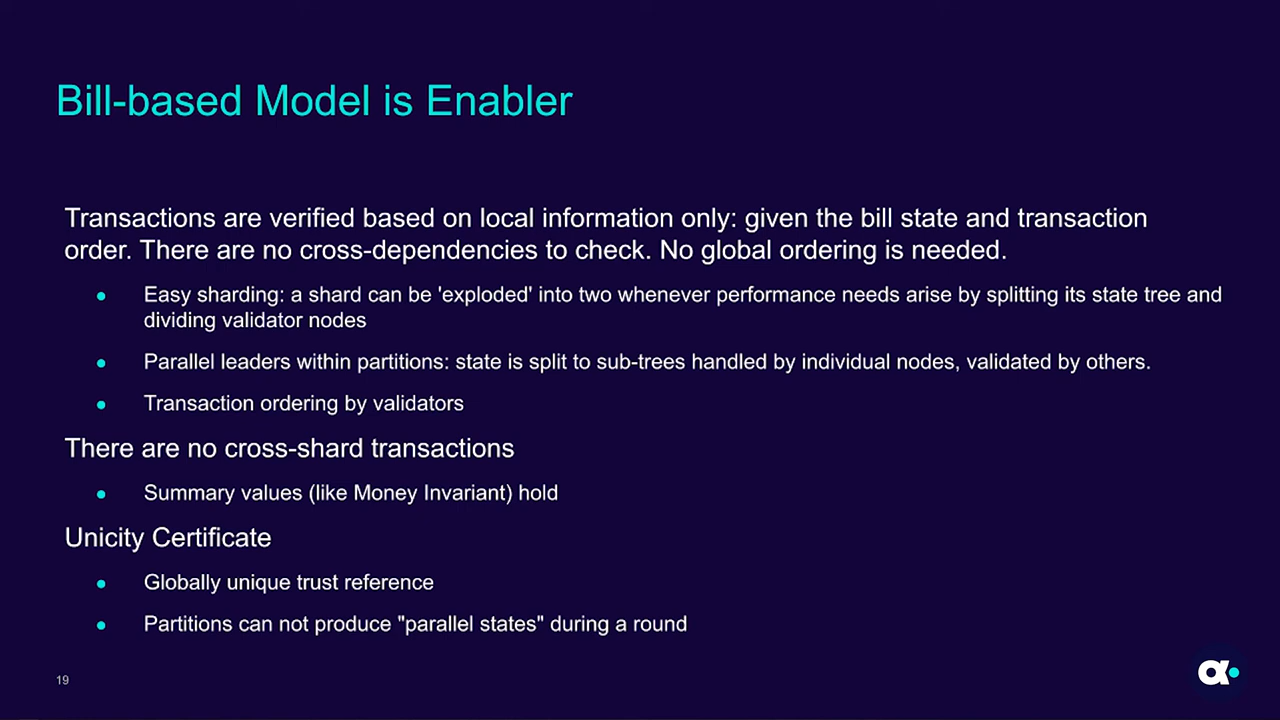 Bill-based Model is Enabler
Transactions are verified based on local information only: given the bill state and transaction
order. There are no cross-dependencies to check. No global ordering is needed.
● Easy sharding: a shard can be 'exploded' into two whenever performance needs arise by splitting its state tree and
dividing validator nodes
● Parallel leaders within partitions: state is split to sub-trees handled by individual nodes, validated by others.
● Transaction ordering by validators
There are no cross-shard transactions
● Summary values (like Money Invariant) hold
Unicity Certificate
● Globally unique trust reference
● Partitions can not produce "parallel states" during a round
19